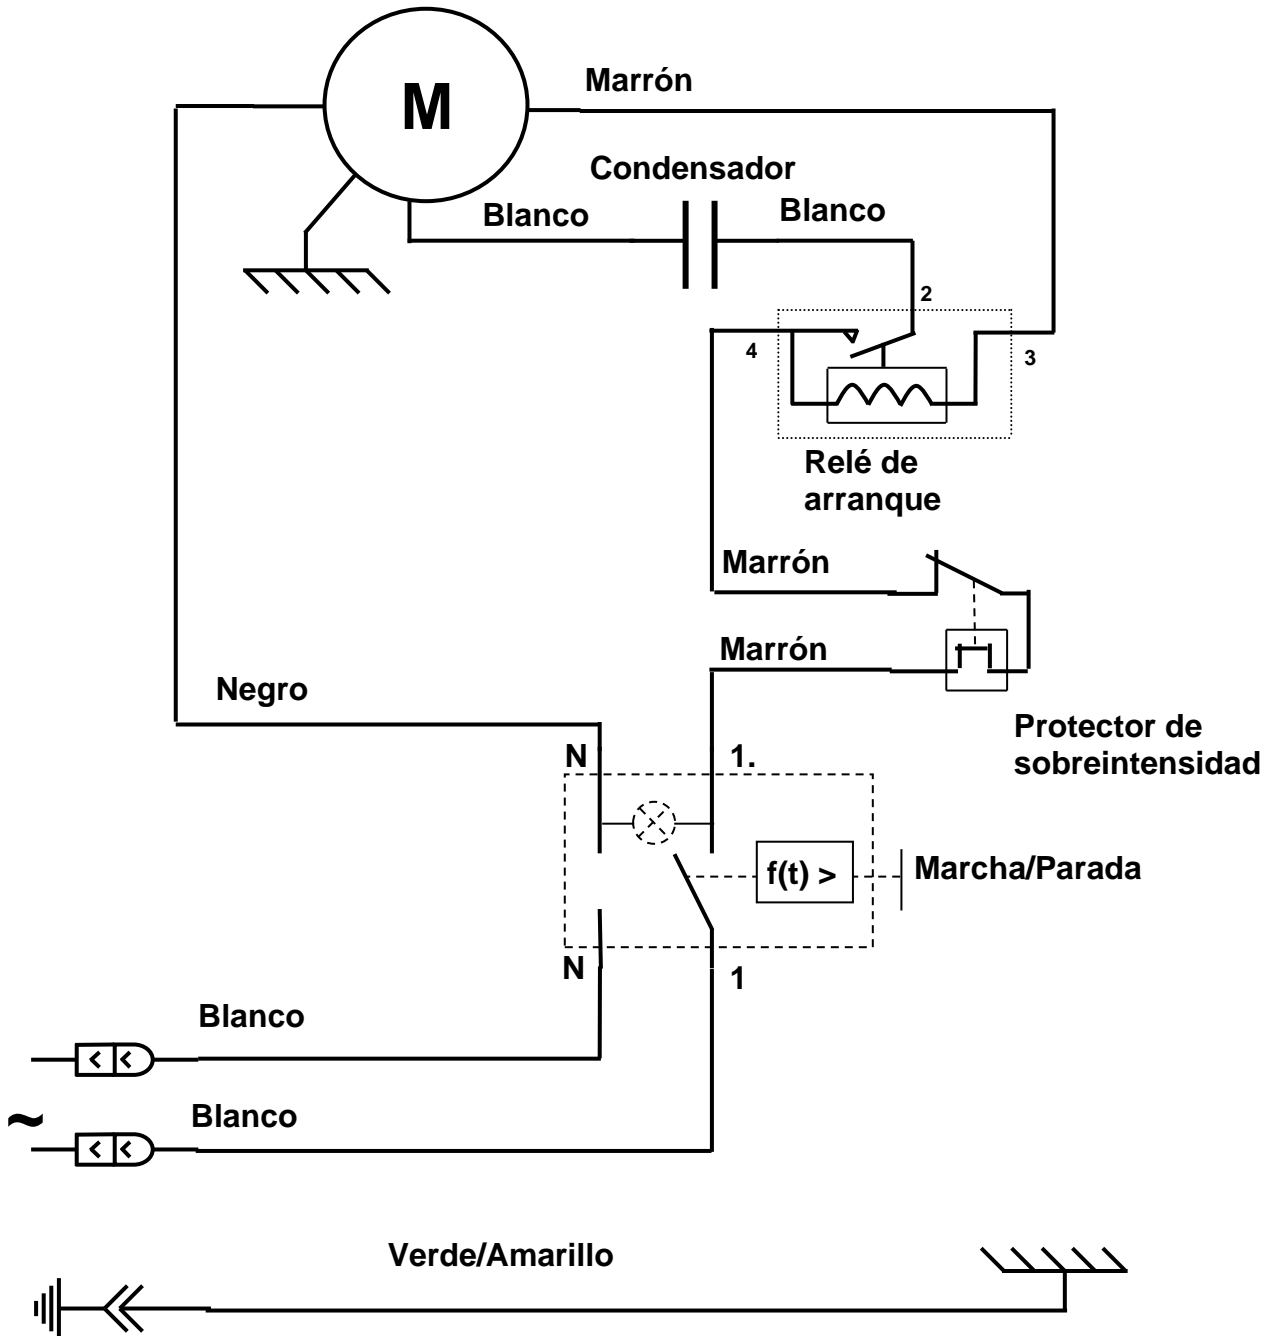 M
Marrón
Condensador
Blanco
Blanco
2
4
3
Relé de
arranque
Marrón
Marrón
Negro
Protector de
sobreintensidad
N
1.
f(t) >
Marcha/Parada
N
1
Blanco
~
Blanco
Verde/Amarillo